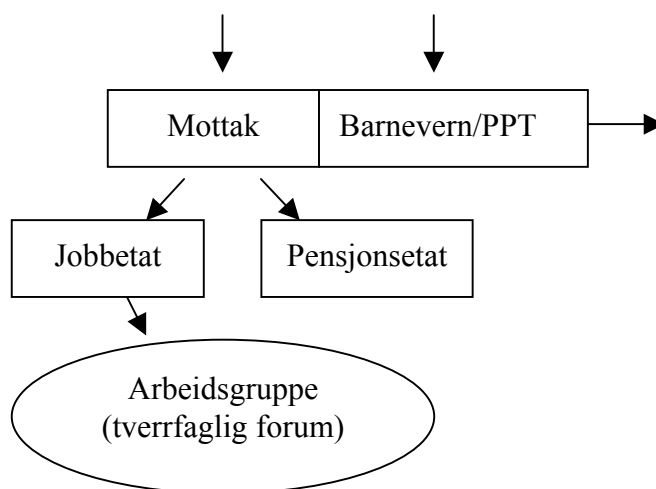 Mottak
Barnevern/PPT
Jobbetat
Pensjonsetat
Arbeidsgruppe
(tverrfaglig forum)